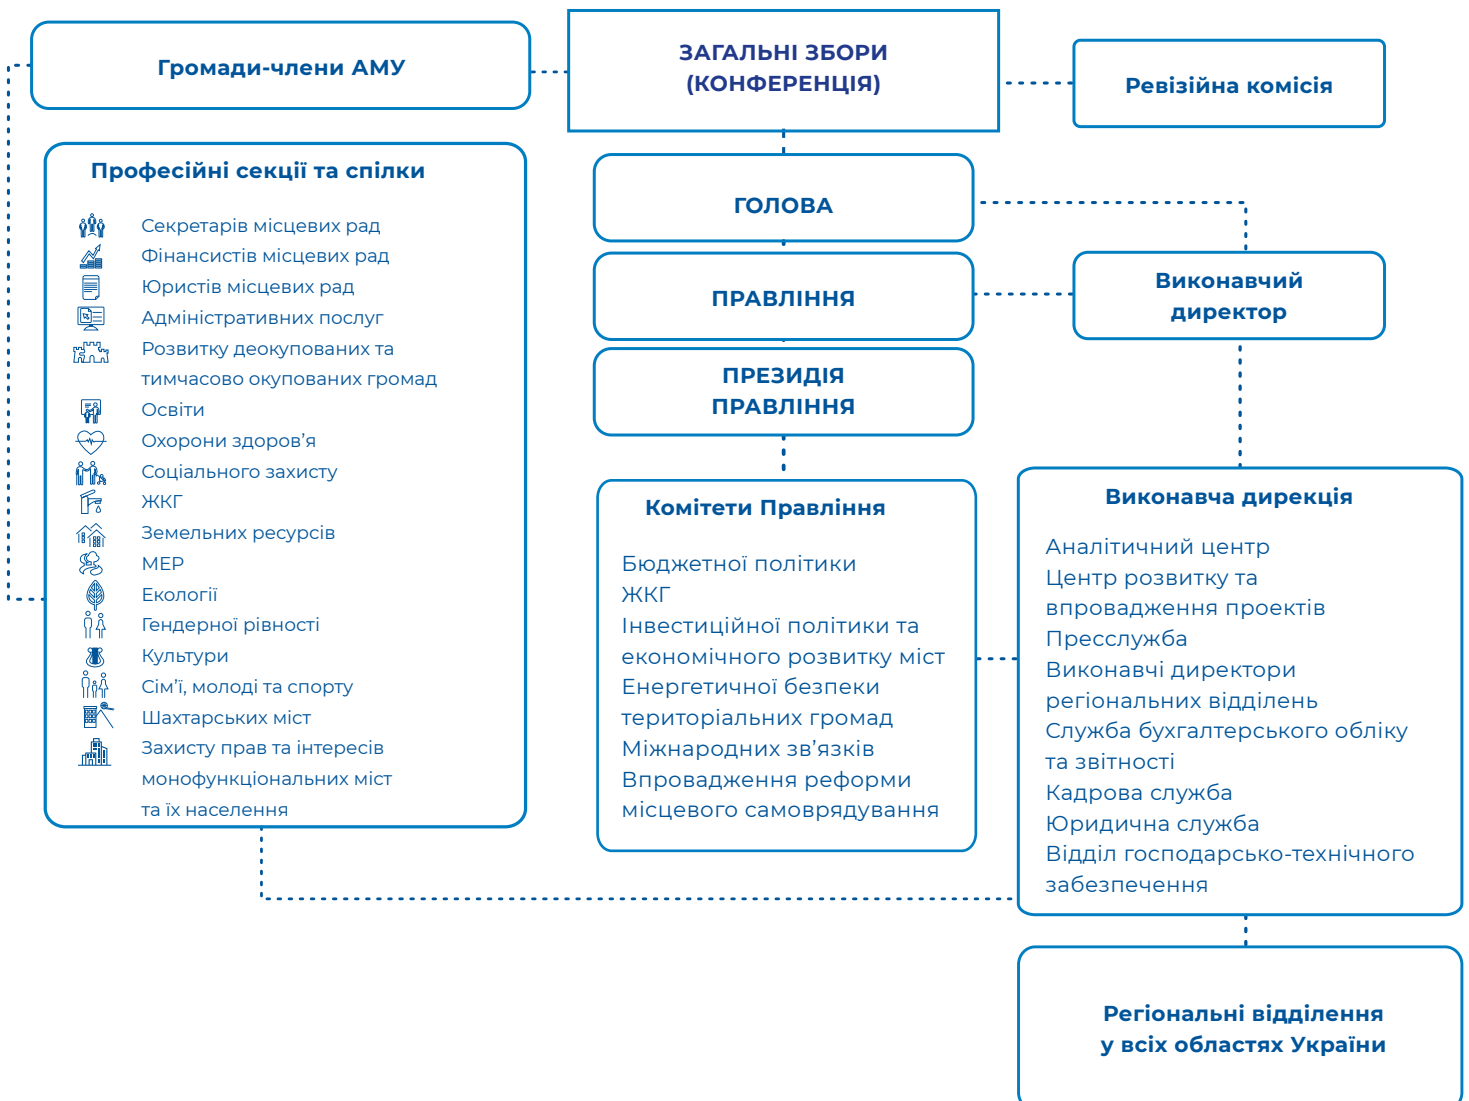 Громади-члени АМУ
ЗАГАЛЬНІ ЗБОРИ
(КОНФЕРЕНЦІЯ)
Ревізійна комісія
Професійні секції та спілки
Секретарів місцевих рад
Фінансистів місцевих рад
Юристів місцевих рад
Адміністративних послуг
Розвитку деокупованих та
тимчасово окупованих громад
Освіти
Охорони здоров’я
Соціального захисту
ЖКГ
Земельних ресурсів
МЕР
Екології
Гендерної рівності
Культури
Сім’ї, молоді та спорту
Шахтарських міст
Захисту прав та інтересів
монофункціональних міст
та їх населення
ГОЛОВА
ПРАВЛІННЯ
ПРЕЗИДІЯ
ПРАВЛІННЯ
Виконавчий
директор
Комітети Правління
Бюджетної політики
ЖКГ
Інвестиційної політики та
економічного розвитку міст
Енергетичної безпеки
територіальних громад
Міжнародних зв’язків
Впровадження реформи
місцевого самоврядування
Виконавча дирекція
Аналітичний центр
Центр розвитку та
впровадження проектів
Пресслужба
Виконавчі директори
регіональних відділень
Служба бухгалтерського обліку
та звітності
Кадрова служба
Юридична служба
Відділ господарсько-технічного
забезпечення
Регіональні відділення
у всіх областях України